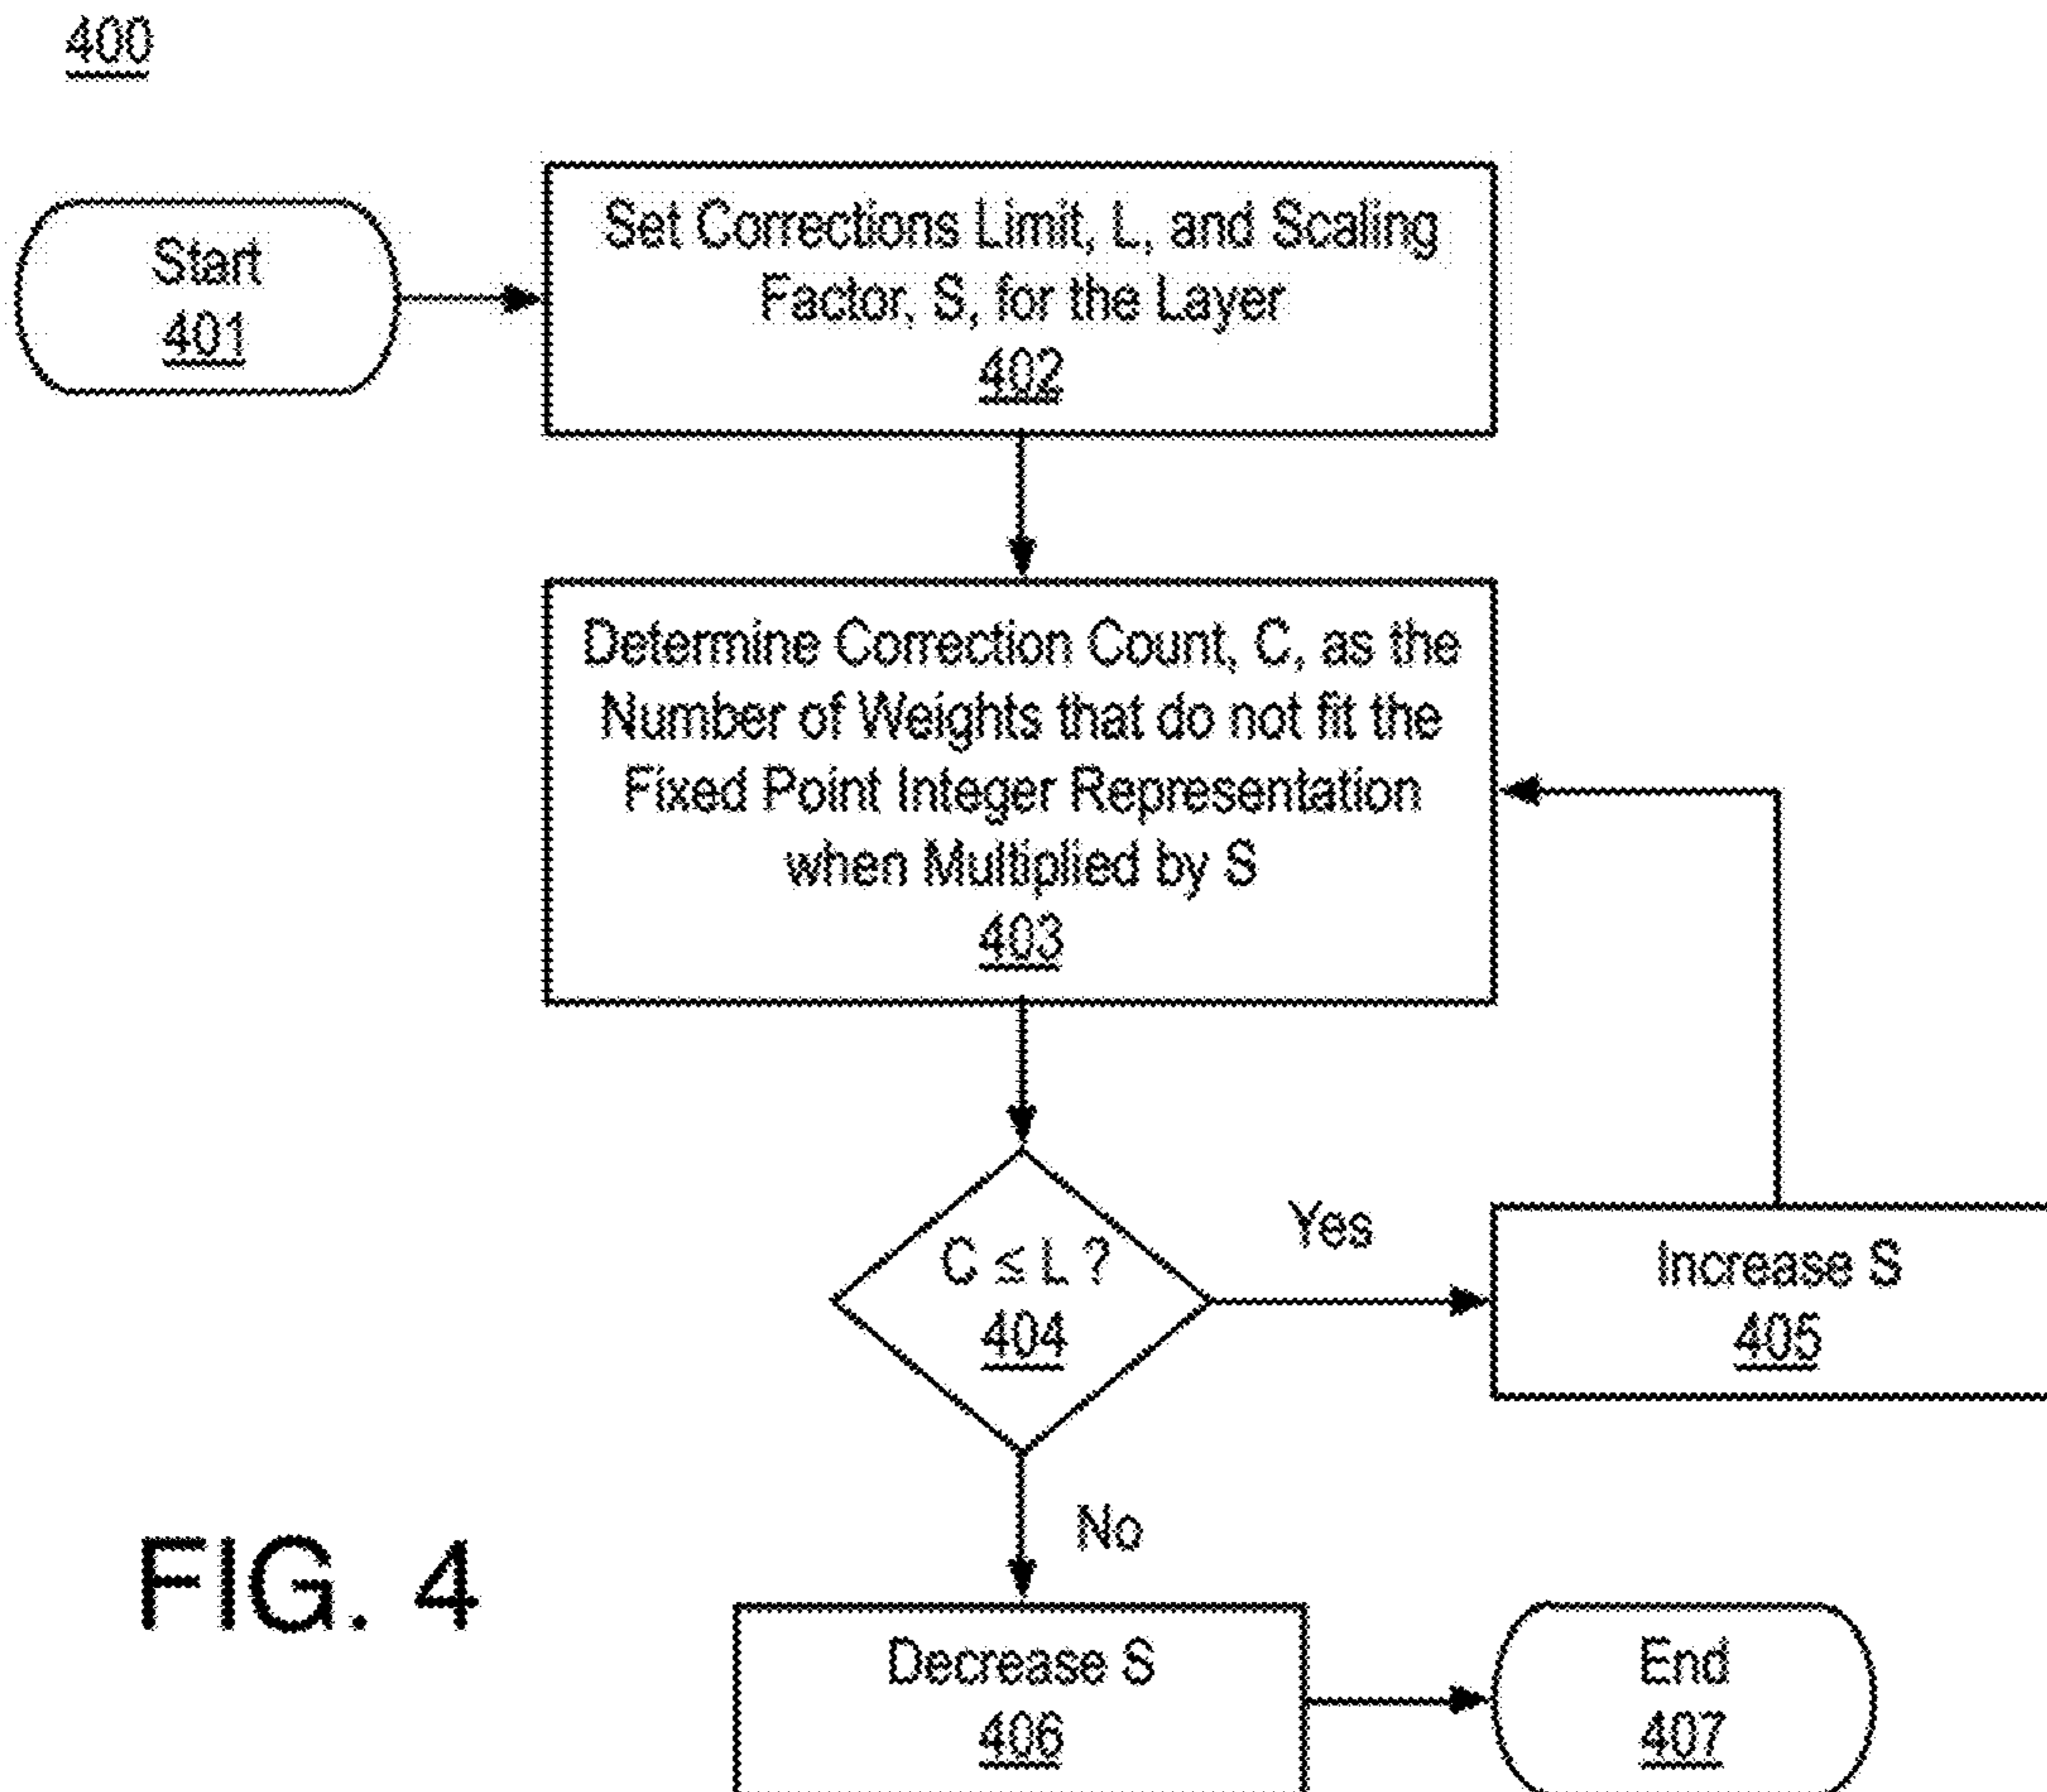 400
Start
401
Set Corrections Limit, L, and Scaling
Factor, S, for the Layer
402
Determine Correction Count, C, as the
Number of Weights that do not fit the
Fixed Point Integer Representation
when Multiplied by S
403
C ≤ L ?
404
Yes
Increase S
405
No
Decrease S
406
End
407
FIG. 4